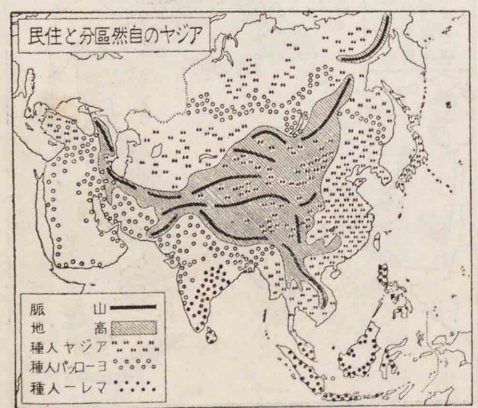 アジヤの自然區分と住民
山脈
高地
アジヤ人種
ヨーロッパ人種
マレー人種